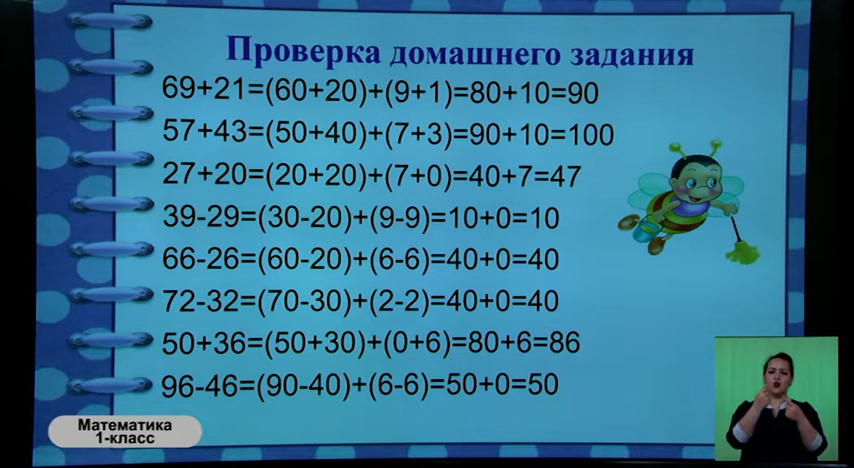 Проверка домашнего задания
69+21=(60+20)+(9+1)=80+10=90
57+43=(50+40)+(7+3)=90+10=100
27+20=(20+20)+(7+0)=40+7=47
39-29=(30-20)+(9-9)=10+0=10
66-26=(60-20)+(6-6)=40+0=40
72-32=(70-30)+(2-2)=40+0=40
50+36=(50+30)+(0+6)=80+6=86
96-46=(90-40)+(6-6)=50+0=50
Математика
1-класс